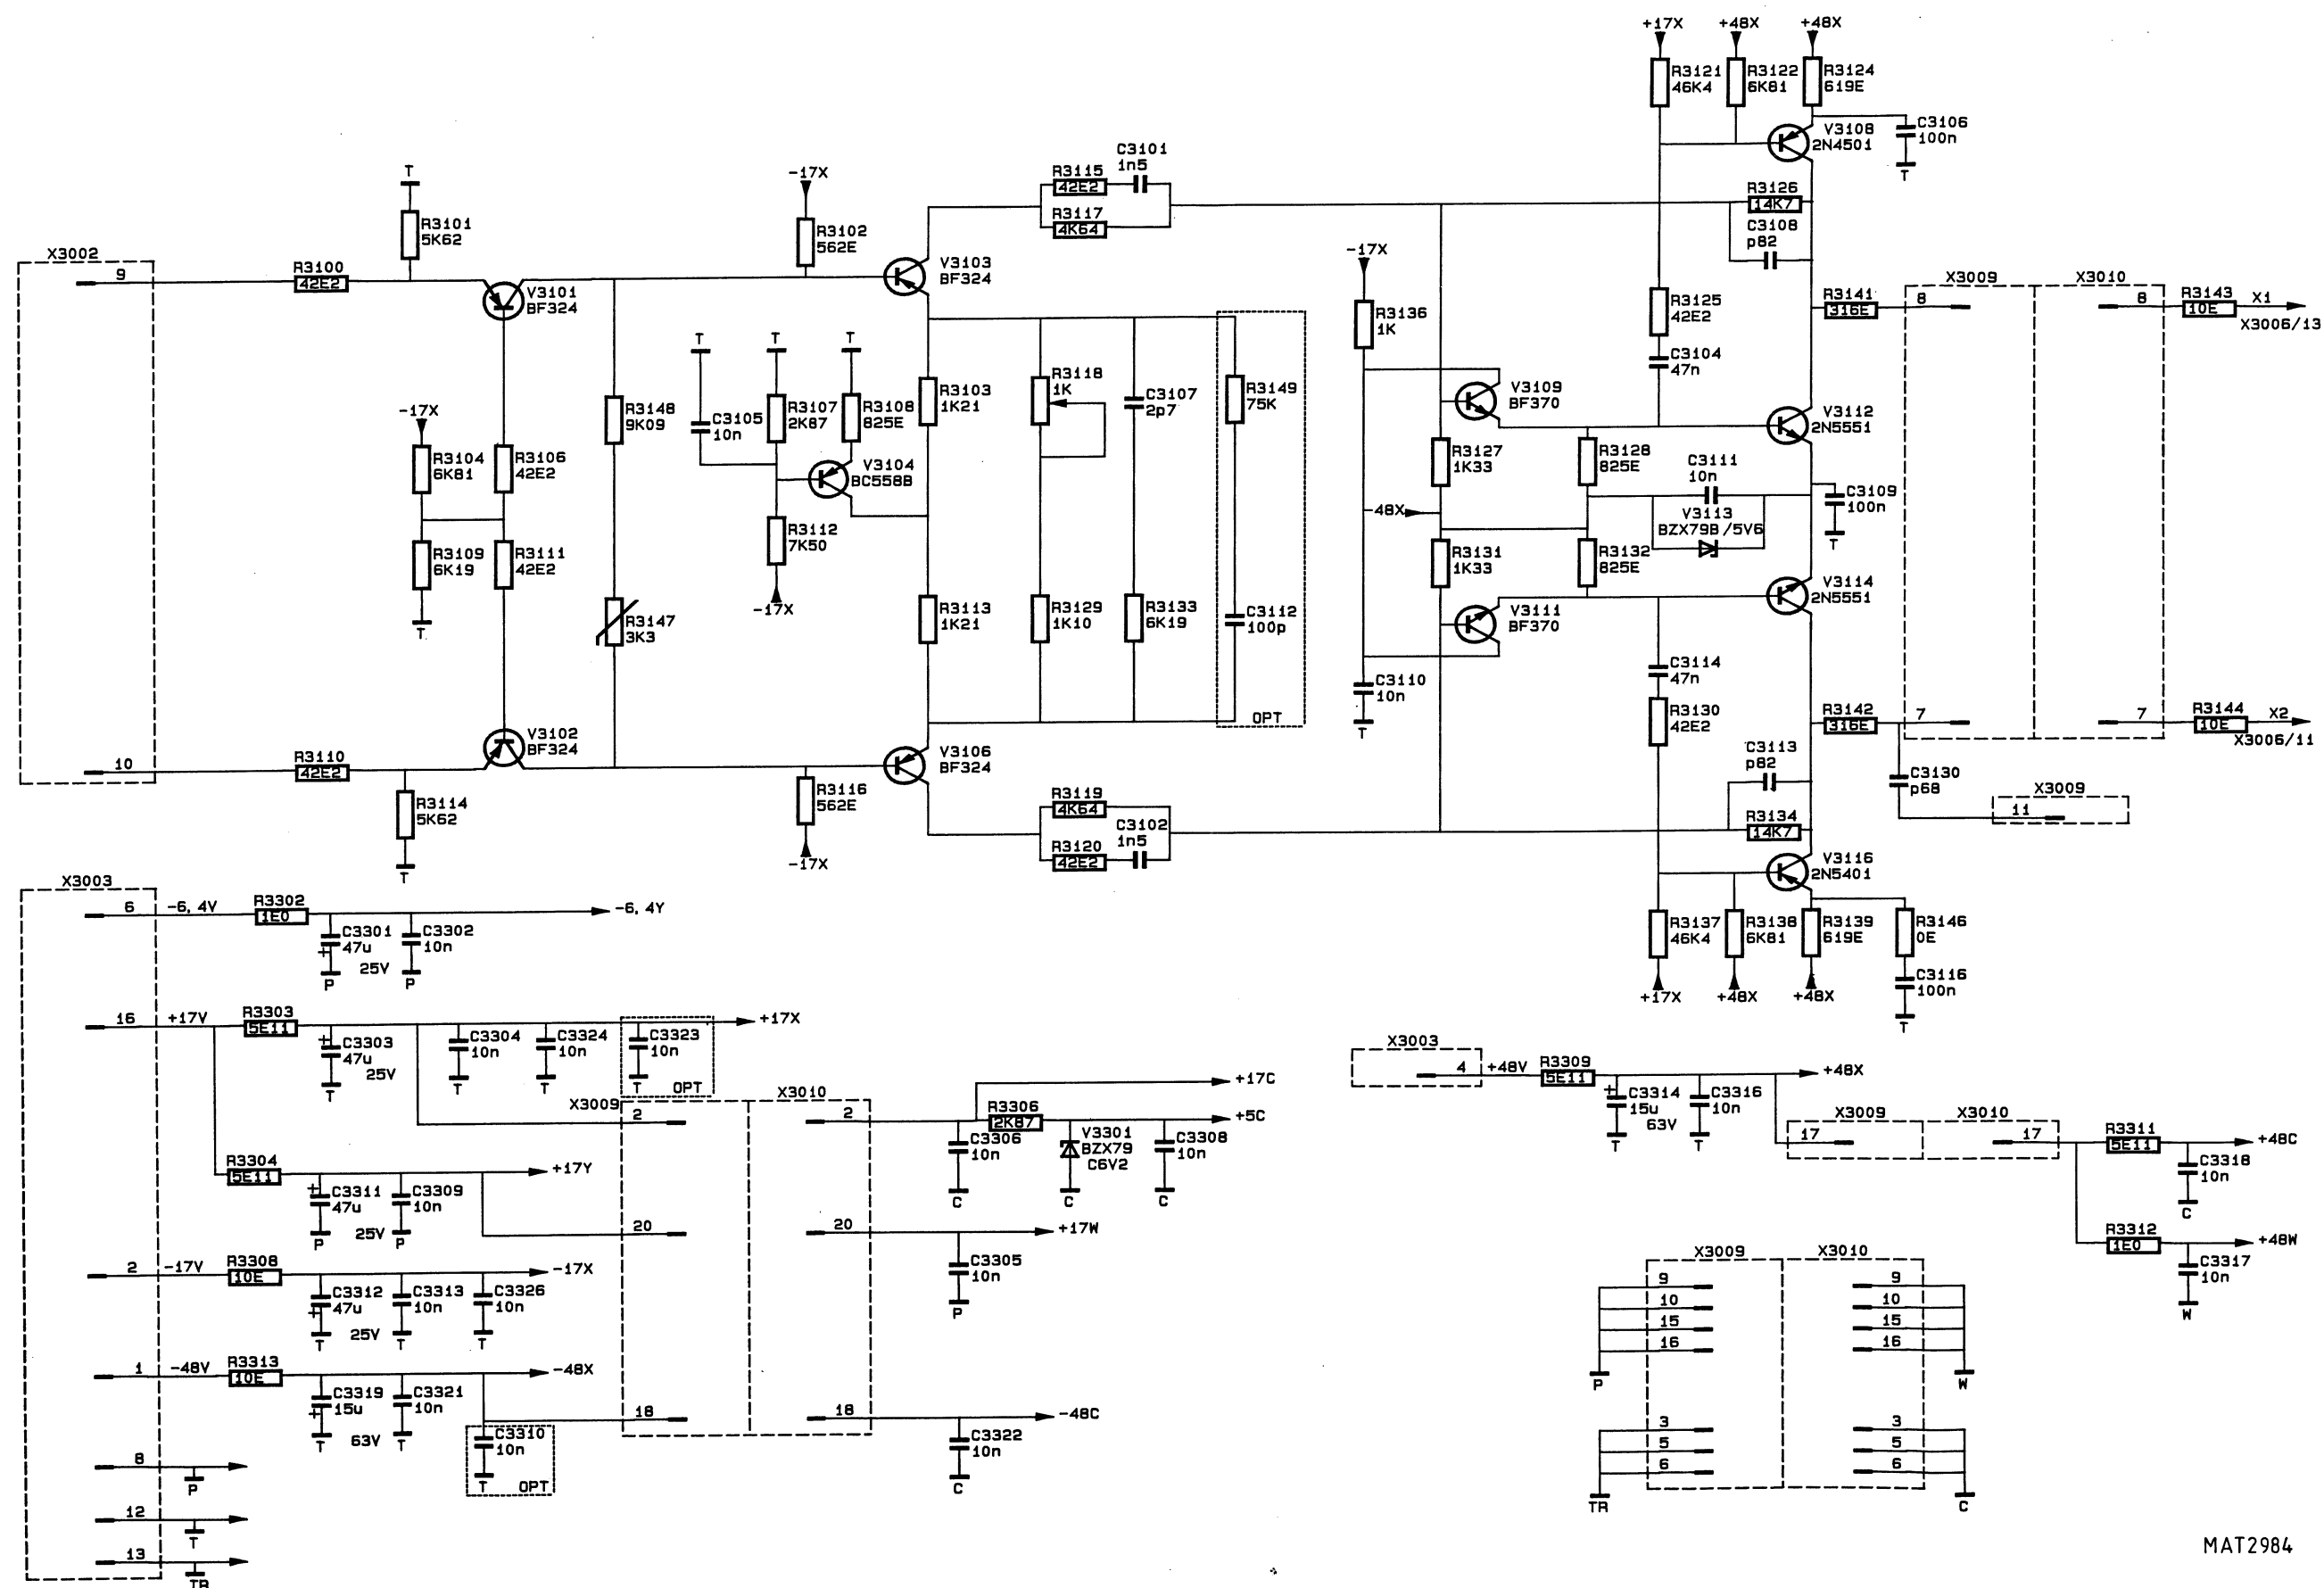 +17X
+48X
+48X
R3121
46K4
R3122
6K81
R3124
619E
V3108
2N4501
C3106
100n
T
T
-17X
R3115
42E2
C3101
1n5
R3117
4K64
R3126
14K7
C3108
p82
R3101
5K62
R3102
562E
X3002
9
R3100
42E2
V3101
BF324
V3103
BF324
-17X
R3136
1K
R3125
42E2
C3104
47n
R3141
316E
X3009
X3010
8
8
R3143
10E
X1
X3006/13
T
T
T
R3148
9K09
C3105
10n
R3107
2K87
R3108
825E
R3103
1K21
R3118
1K
C3107
2p7
R3149
75K
V3109
BF370
V3112
2N5551
-17X
R3104
6K81
R3106
42E2
V3104
BC558B
R3127
1K33
R3128
825E
C3111
10n
C3109
100n
T
-48X
V3113
BZX79B/5V6
R3109
6K19
R3111
42E2
T
R3112
7K50
-17X
R3131
1K33
R3132
825E
V3114
2N5551
R3147
3K3
R3113
1K21
R3129
1K10
R3133
6K19
C3112
100p
OPT
V3111
BF370
C3110
10n
T
C3114
47n
R3130
42E2
R3142
316E
7
7
R3144
10E
X2
X3006/11
10
R3110
42E2
V3102
BF324
V3106
BF324
R3114
5K62
T
R3116
562E
-17X
R3119
4K64
C3102
1n5
R3120
42E2
C3113
p82
R3134
14K7
C3130
p68
X3009
11
V3116
2N5401
R3137
46K4
R3138
6K81
R3139
619E
R3146
0E
C3116
100n
T
+17X
+48X
+48X
X3003
6
-6,4V
R3302
1E0
-6,4Y
C3301
47u
+
25V
C3302
10n
P
P
16
+17V
R3303
5E11
+17X
+
C3303
47u
25V
T
C3304
10n
T
C3324
10n
T
C3323
10n
T
OPT
X3009
X3010
2
2
+17C
R3306
2K87
+5C
C3306
10n
C
V3301
BZX79
C6V2
C
C3308
10n
C
R3304
5E11
+17Y
+
C3311
47u
25V
P
C3309
10n
P
20
20
+17W
C3305
10n
P
2
-17V
R3308
10E
-17X
C3312
47u
+
25V
T
C3313
10n
T
C3326
10n
T
1
-48V
R3313
10E
-48X
C3319
15u
+
63V
T
C3321
10n
T
18
18
-48C
C3310
10n
T
OPT
C3322
10n
C
8
P
12
T
13
TR
X3003
4
+48V
R3309
5E11
+48X
+
C3314
15u
63V
T
C3316
10n
T
X3009
X3010
17
17
R3311
5E11
+48C
C3318
10n
C
R3312
1E0
+48W
C3317
10n
W
X3009
X3010
9
9
10
10
15
15
16
16
P
W
3
3
5
5
6
6
TR
C
MAT2984